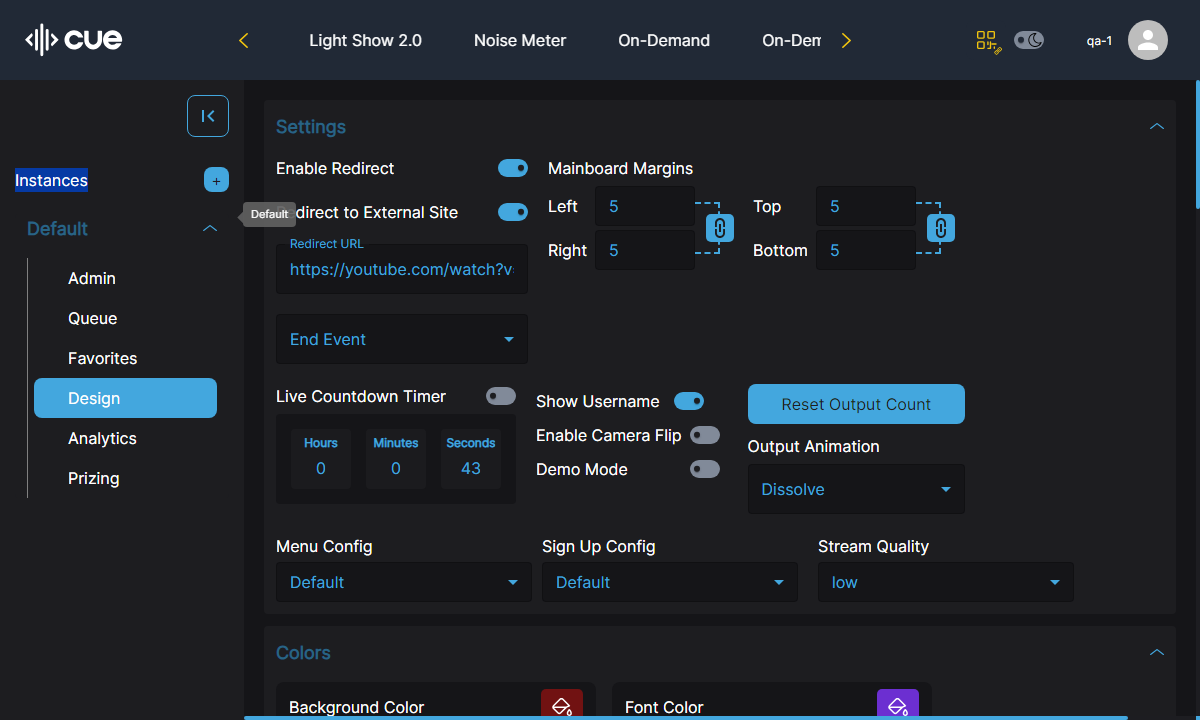 cue
Light Show 2.0
Noise Meter
On-Demand
On-Dem
qa-1
Instances
+
Default
Admin
Queue
Favorites
Design
Analytics
Prizing
Default
Settings
Enable Redirect
Redirect to External Site
Redirect URL
https://youtube.com/watch?v
End Event
Mainboard Margins
Left 5
Right 5
Top 5
Bottom 5
Live Countdown Timer
Hours Minutes Seconds
0 0 43
Show Username
Enable Camera Flip
Demo Mode
Reset Output Count
Output Animation
Dissolve
Menu Config
Default
Sign Up Config
Default
Stream Quality
low
Colors
Background Color
Font Color